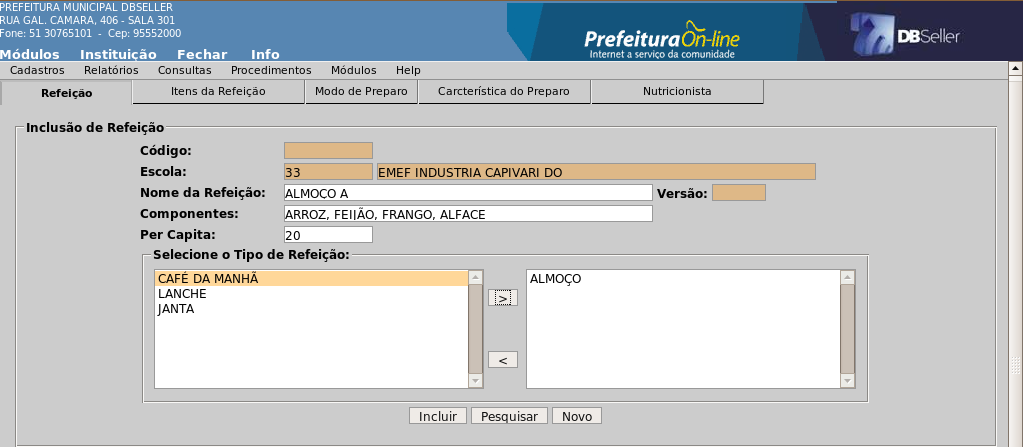 PREFEITURA MUNICIPAL DBSELLER
RUA GAL. CAMARA, 406 - SALA 301
Fone: 51 30765101 - Cep: 95552000
Módulos Instituição Fechar Info
PrefeituraOn-line
Internet a serviço da comunidade
DBSeller
Cadastros Relatórios Consultas Procedimentos Módulos Help
Refeição Itens da Refeição Modo de Preparo Carcterística do Preparo Nutricionista
Inclusão de Refeição
Código:
Escola: 33 EMEF INDUSTRIA CAPIVARI DO
Nome da Refeição: ALMOÇO A Versão:
Componentes: ARROZ, FEIJÃO, FRANGO, ALFACE
Per Capita: 20
Selecione o Tipo de Refeição:
CAFÉ DA MANHÃ ALMOÇO
LANCHE >
JANTA
<
Incluir Pesquisar Novo